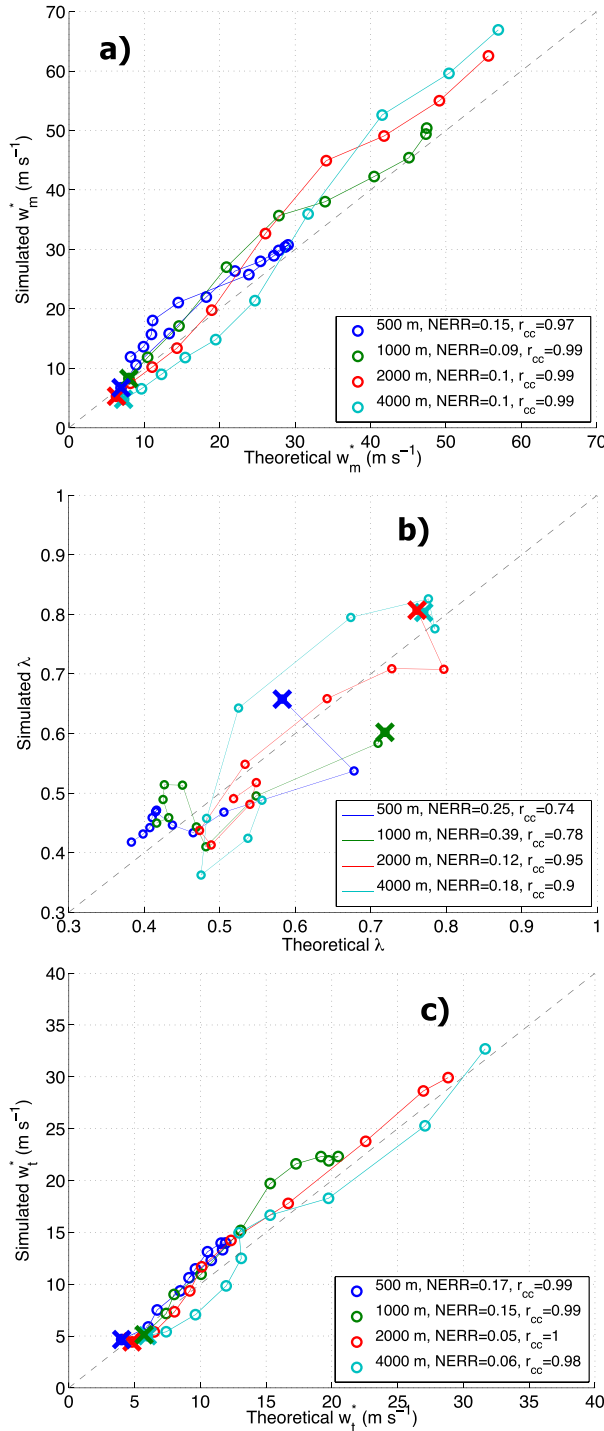 a)
70
60
50
40
30
20
10
0
Simulated w*m (m s−1)
500 m, NERR=0.15, rcc=0.97
1000 m, NERR=0.09, rcc=0.99
2000 m, NERR=0.1, rcc=0.99
4000 m, NERR=0.1, rcc=0.99
0 10 20 30 40 50 60 70
Theoretical w*m (m s−1)
b)
1
0.9
0.8
0.7
0.6
0.5
0.4
0.3
Simulated λ
500 m, NERR=0.25, rcc=0.74
1000 m, NERR=0.39, rcc=0.78
2000 m, NERR=0.12, rcc=0.95
4000 m, NERR=0.18, rcc=0.9
0.3 0.4 0.5 0.6 0.7 0.8 0.9 1
Theoretical λ
c)
40
35
30
25
20
15
10
5
0
Simulated w*t (m s−1)
500 m, NERR=0.17, rcc=0.99
1000 m, NERR=0.15, rcc=0.99
2000 m, NERR=0.05, rcc=1
4000 m, NERR=0.06, rcc=0.98
0 5 10 15 20 25 30 35 40
Theoretical w*t (m s−1)